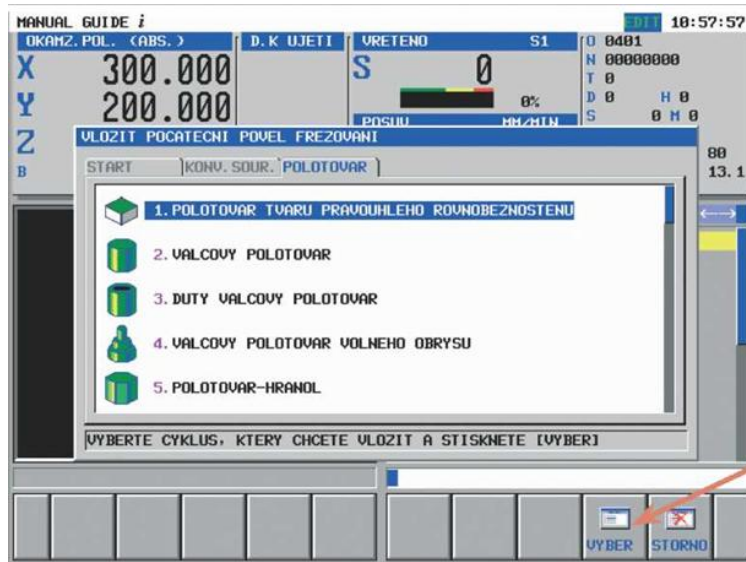 MANUAL GUIDE i EDIT 10:57:57
OKAMZ. POL. (ABS.) D.K UJETI VRETENO S1 O 0401
X 300.000 S 0 N 00000000
T 0
Y 200.000 0% D 0 H 0
POSUV MM/MIN S 0 M 0
Z VLOZIT POCATECNI POVEL FREZOVANI
80
B START KONV. SOUR. POLOTOVAR 13.1
1. POLOTOVAR TVARU PRAVOUHLEHO ROVNOBEZNOSTENU
2. VALCOVY POLOTOVAR
3. DUTY VALCOVY POLOTOVAR
4. VALCOVY POLOTOVAR VOLNEHO OBRYSU
5. POLOTOVAR-HRANOL
VYBERTE CYKLUS, KTERY CHCETE VLOZIT A STISKNETE [VYBER]
VYBER STORNO